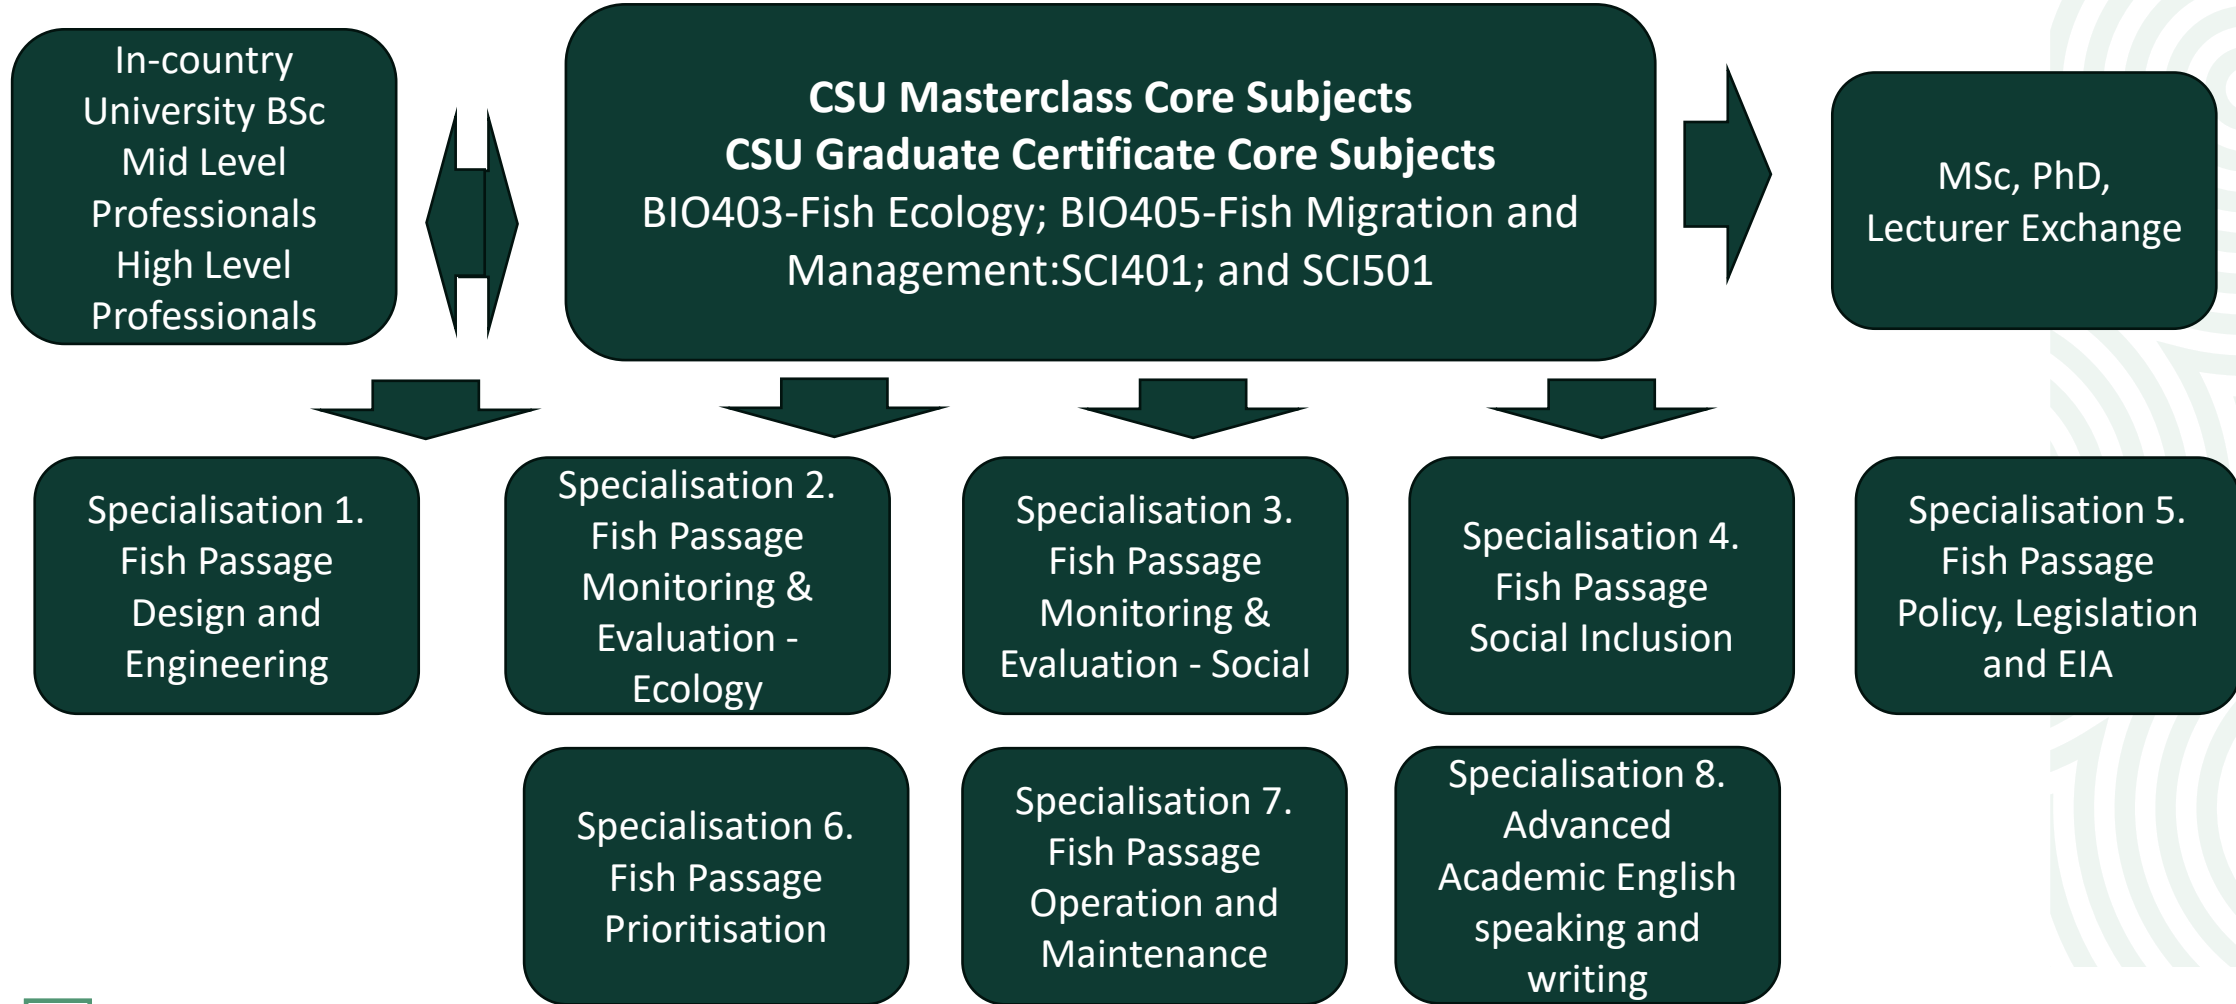 In-country
University BSc
Mid Level
Professionals
High Level
Professionals
CSU Masterclass Core Subjects
CSU Graduate Certificate Core Subjects
BIO403-Fish Ecology; BIO405-Fish Migration and
Management:SCI401; and SCI501
MSc, PhD,
Lecturer Exchange
Specialisation 1.
Fish Passage
Design and
Engineering
Specialisation 2.
Fish Passage
Monitoring &
Evaluation -
Ecology
Specialisation 3.
Fish Passage
Monitoring &
Evaluation - Social
Specialisation 4.
Fish Passage
Social Inclusion
Specialisation 5.
Fish Passage
Policy, Legislation
and EIA
Specialisation 6.
Fish Passage
Prioritisation
Specialisation 7.
Fish Passage
Operation and
Maintenance
Specialisation 8.
Advanced
Academic English
speaking and
writing